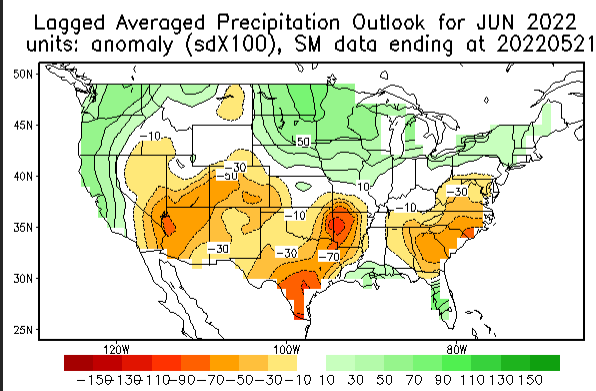 Lagged Averaged Precipitation Outlook for JUN 2022
units: anomaly (sdX100), SM data ending at 20220521
50N
45N
40N
35N
30N
25N
-10
50
-30
-50
10
-30
-10
-10
-30
-30
-70
120W 100W 80W
-150 -130 -110 -90 -70 -50 -30 -10 10 30 50 70 90 110 130 150